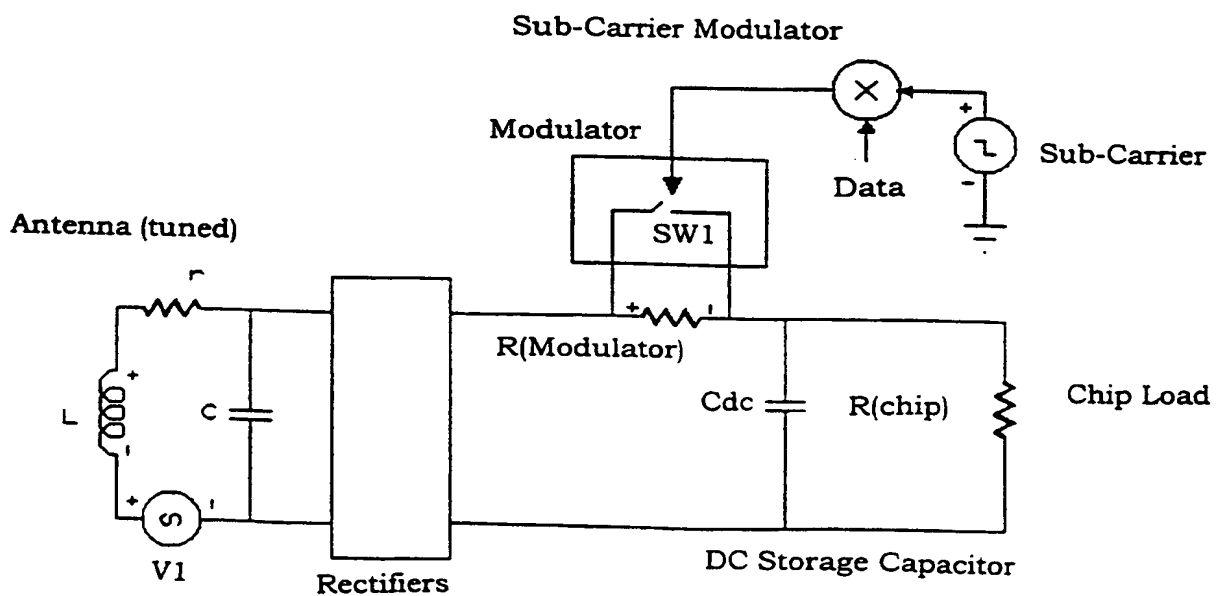 Sub-Carrier Modulator
+
X
Modulator
Sub-Carrier
Data
-
SW1
Antenna (tuned)
r
+ -
R(Modulator)
+
L
C
Cdc
R(chip)
Chip Load
-
+ -
S
V1
Rectifiers
DC Storage Capacitor